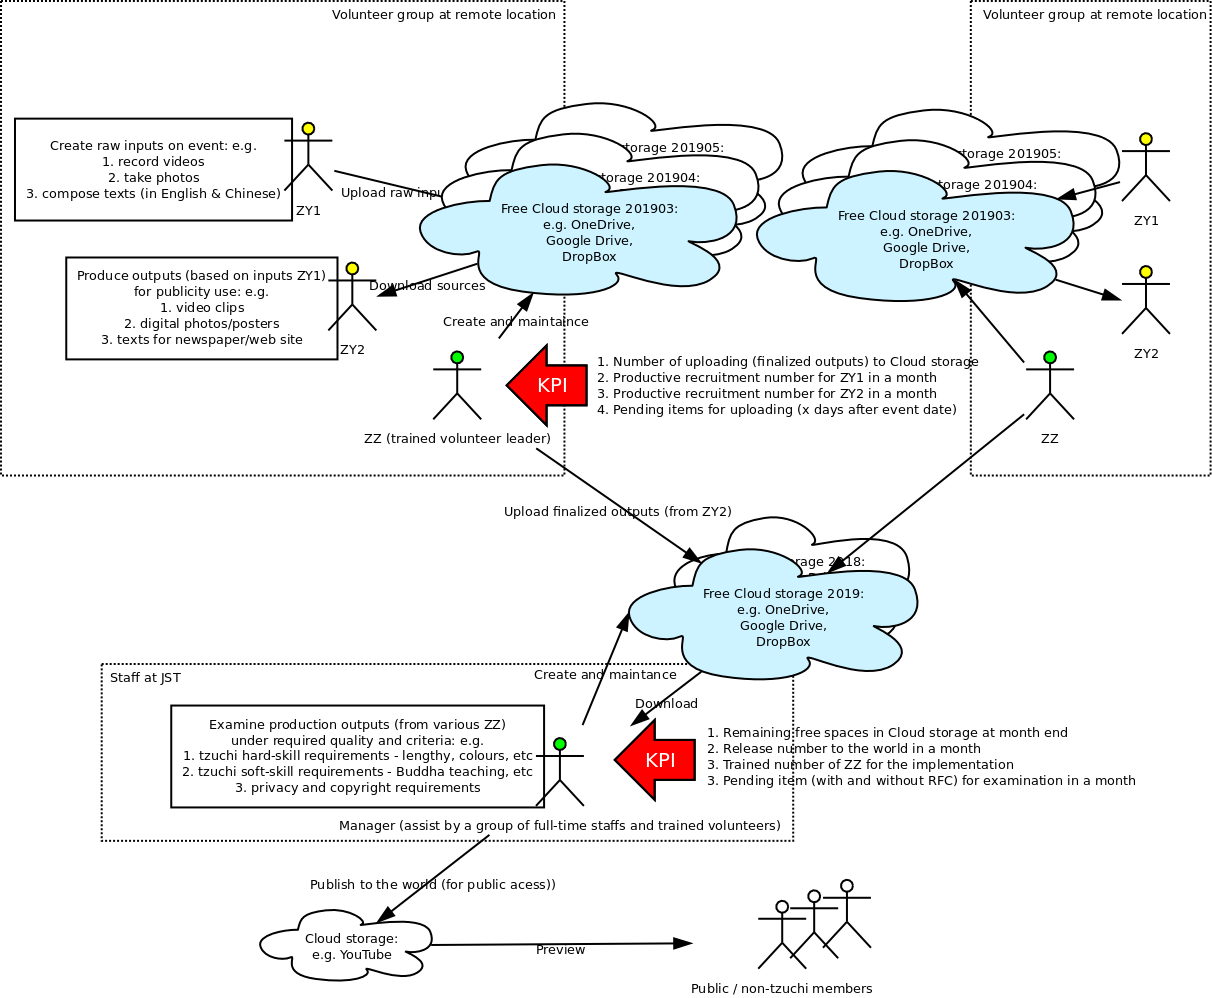 Volunteer group at remote location
Volunteer group at remote location
Create raw inputs on event: e.g.
1. record videos
2. take photos
3. compose texts (in English & Chinese)
ZY1
Upload raw
storage 201905:
storage 201904:
Free Cloud storage 201903:
e.g. OneDrive,
Google Drive,
DropBox
storage 201905:
storage 201904:
Free Cloud storage 201903:
e.g. OneDrive,
Google Drive,
DropBox
ZY1
Produce outputs (based on inputs ZY1)
for publicity use: e.g.
1. video clips
2. digital photos/posters
3. texts for newspaper/web site
ZY2
Download sources
Create and maintance
ZY2
ZZ (trained volunteer leader)
KPI
1. Number of uploading (finalized outputs) to Cloud storage
2. Productive recruitment number for ZY1 in a month
3. Productive recruitment number for ZY2 in a month
4. Pending items for uploading (x days after event date)
ZZ
Upload finalized outputs (from ZY2)
2018:
Free Cloud storage 2019:
e.g. OneDrive,
Google Drive,
DropBox
Staff at JST
Create and maintance
Download
Examine production outputs (from various ZZ)
under required quality and criteria: e.g.
1. tzuchi hard-skill requirements - lengthy, colours, etc
2. tzuchi soft-skill requirements - Buddha teaching, etc
3. privacy and copyright requirements
KPI
1. Remaining free spaces in Cloud storage at month end
2. Release number to the world in a month
3. Trained number of ZZ for the implementation
3. Pending item (with and without RFC) for examination in a month
Manager (assist by a group of full-time staffs and trained volunteers)
Publish to the world (for public acess))
Cloud storage:
e.g. YouTube
Preview
Public / non-tzuchi members